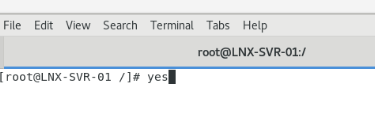 File Edit View Search Terminal Tabs Help
root@LNX-SVR-01:/
[root@LNX-SVR-01 /]# yes